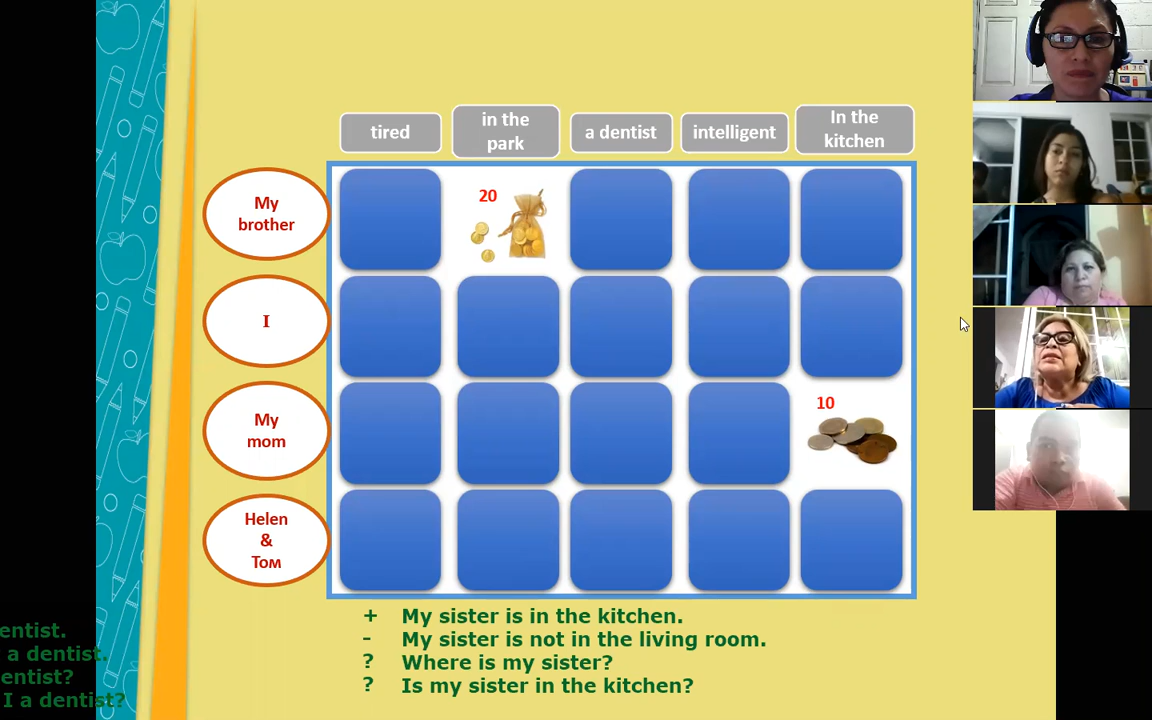 tired
in the
park
a dentist
intelligent
In the
kitchen
My
brother
20
I
My
mom
10
Helen
&
Tom
+ My sister is in the kitchen.
- My sister is not in the living room.
? Where is my sister?
? Is my sister in the kitchen?
entist.
a dentist.
entist?
I a dentist?